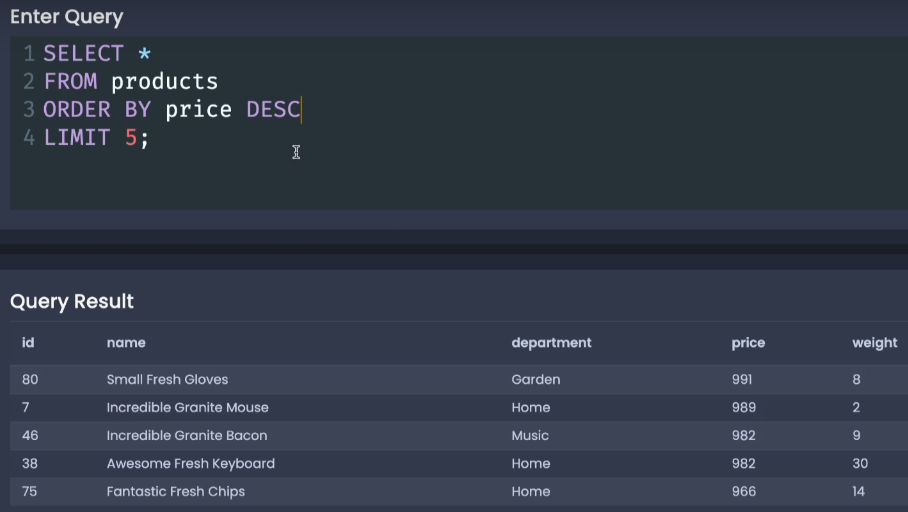 Enter Query
1 SELECT *
2 FROM products
3 ORDER BY price DESC
4 LIMIT 5;
Query Result
id name department price weight
80 Small Fresh Gloves Garden 991 8
7 Incredible Granite Mouse Home 989 2
46 Incredible Granite Bacon Music 982 9
38 Awesome Fresh Keyboard Home 982 30
75 Fantastic Fresh Chips Home 966 14